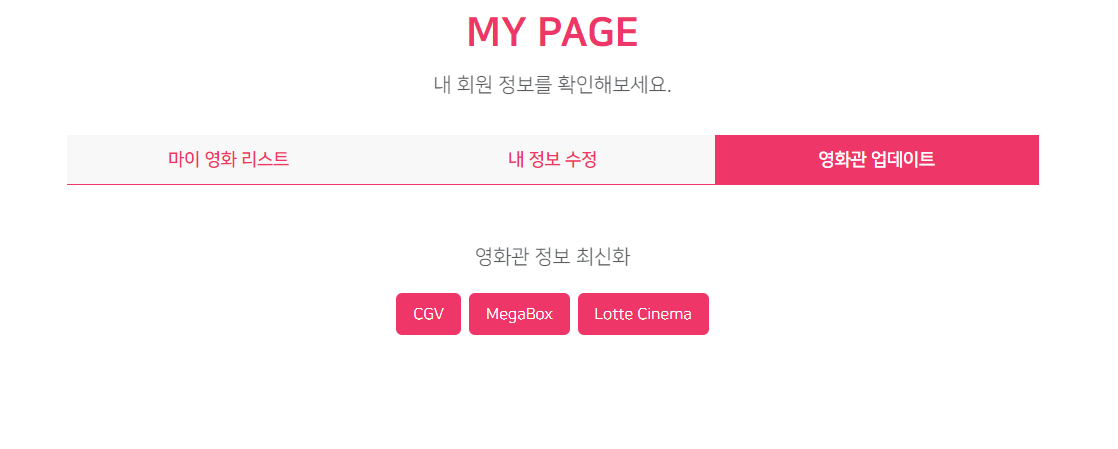 MY PAGE
내 회원 정보를 확인해보세요.
마이 영화 리스트 내 정보 수정 영화관 업데이트
영화관 정보 최신화
CGV MegaBox Lotte Cinema